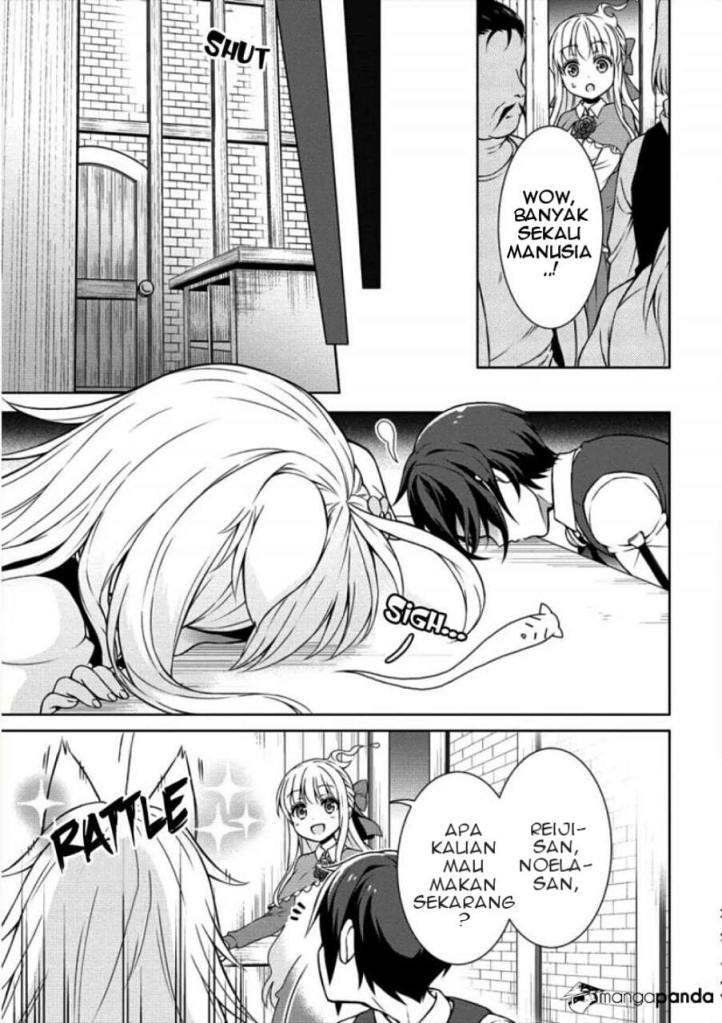 WOW,
BANYAK
SEKALI
MANUSIA
..!
SHUT
SIGH...
REIJI-
SAN,
NOELA-
SAN,
APA
KALIAN
MAU
MAKAN
SEKARANG
?
RATTLE
mangapanda